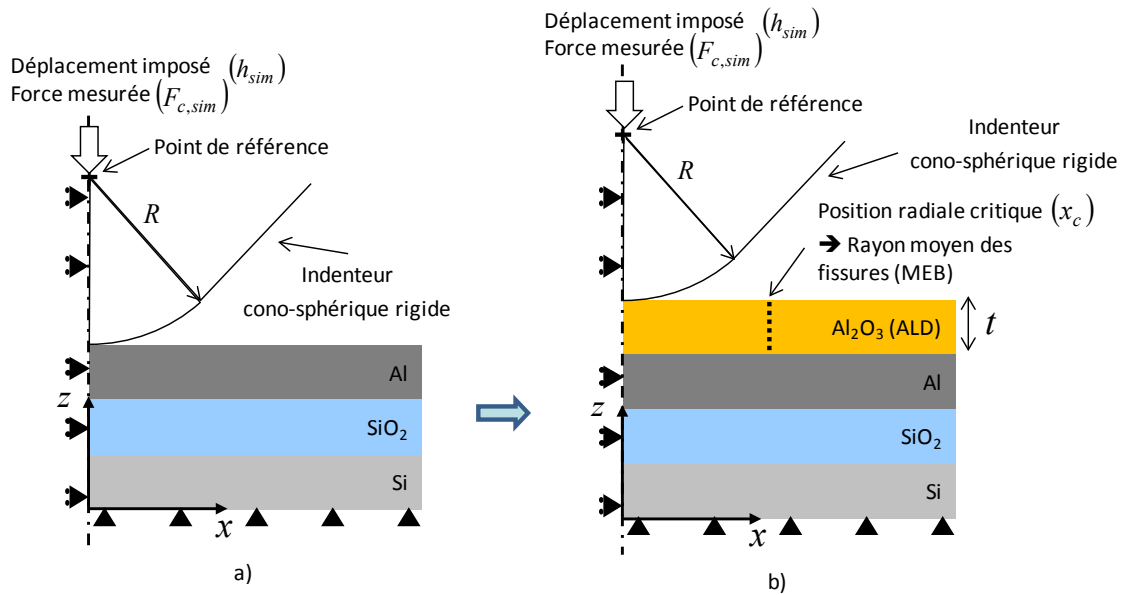 Déplacement imposé (h_sim)
Force mesurée (F_c,sim)
Point de référence
R
Indenteur
cono-sphérique rigide
Al
z
SiO₂
Si
x
a)
Déplacement imposé (h_sim)
Force mesurée (F_c,sim)
Point de référence
Indenteur
cono-sphérique rigide
R
Position radiale critique (x_c)
➔ Rayon moyen des
fissures (MEB)
Al₂O₃ (ALD)
t
Al
z
SiO₂
Si
x
b)